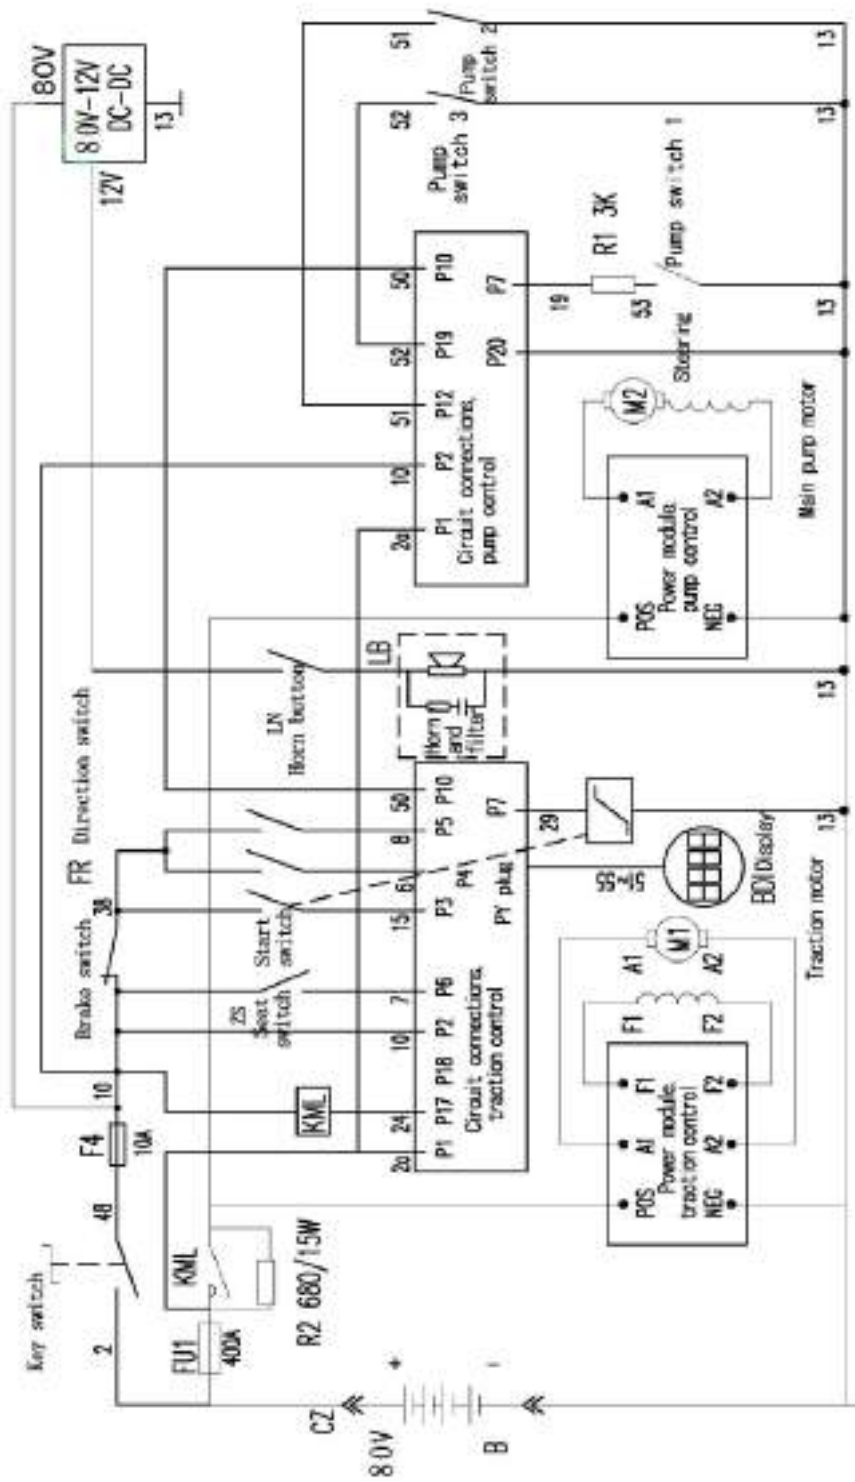 Key switch
2
48
F4
10A
10
Brake switch
38
FR Direction switch
80V
80V-12V
DC-DC
12V
13
FU1
400A
KML
R2 680/15W
KML
ZS
Seat
switch
Start
switch
LN
Horn button
LB
Horn
and
filter
CZ
80V
+
-
B
2a
24
10
7
15
6
8
50
P1
P17
P18
P2
P6
P3
P4
P5
P10
Circuit connections,
traction control
PY plug
P7
29
51~55
BDI Display
13
2a
10
51
52
50
P1
P2
P12
P19
P10
Circuit connections,
pump control
P20
P7
19
R1 3K
53
Pump switch 1
Steering
13
52
Pump
switch 3
13
51
Pump
switch 2
13
POS
A1
F1
Power module,
traction control
NEG
A2
F2
F1
F2
A1
M1
A2
Traction motor
13
POS
A1
Power module,
pump control
NEG
A2
M2
Main pump motor